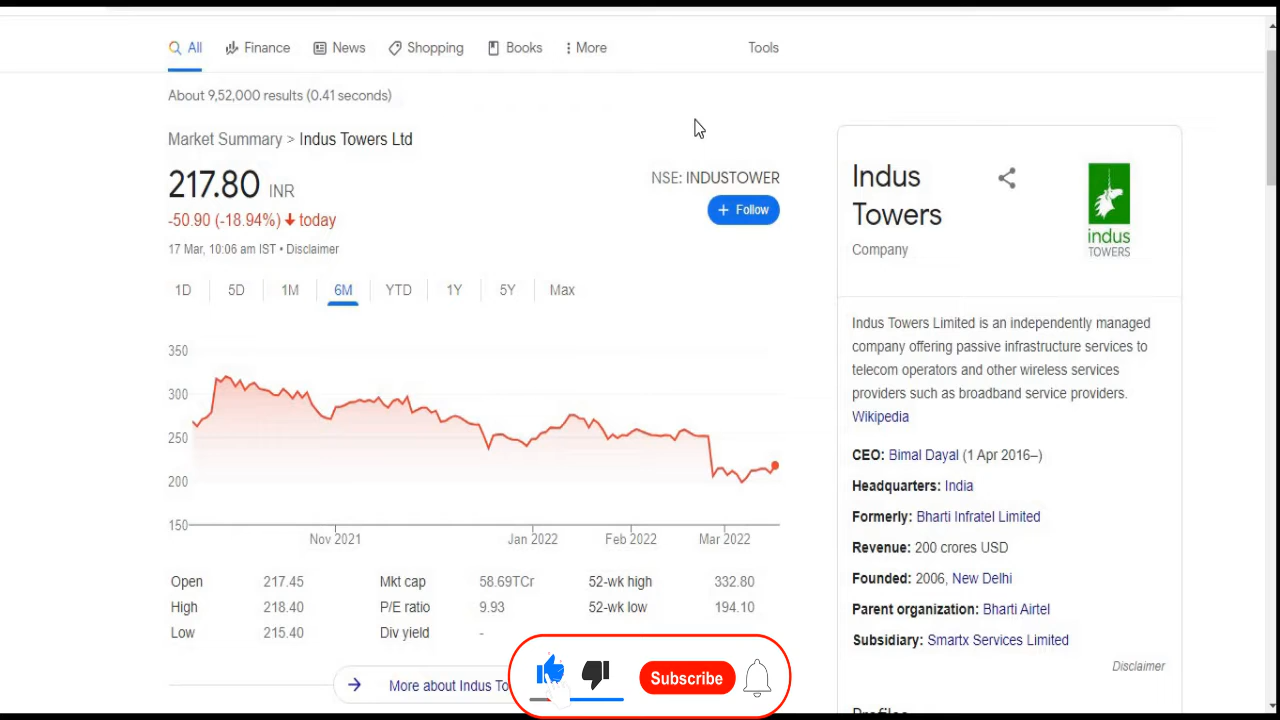 All Finance News Shopping Books More Tools
About 9,52,000 results (0.41 seconds)
Market Summary > Indus Towers Ltd
217.80 INR
-50.90 (-18.94%) today
17 Mar, 10:06 am IST • Disclaimer
NSE: INDUSTOWER
+ Follow
1D 5D 1M 6M YTD 1Y 5Y Max
350
300
250
200
150
Nov 2021 Jan 2022 Feb 2022 Mar 2022
Open 217.45 Mkt cap 58.69TCr 52-wk high 332.80
High 218.40 P/E ratio 9.93 52-wk low 194.10
Low 215.40 Div yield -
More about Indus To
Subscribe
Indus
Towers
Company
indus
TOWERS
Indus Towers Limited is an independently managed
company offering passive infrastructure services to
telecom operators and other wireless services
providers such as broadband service providers.
Wikipedia
CEO: Bimal Dayal (1 Apr 2016–)
Headquarters: India
Formerly: Bharti Infratel Limited
Revenue: 200 crores USD
Founded: 2006, New Delhi
Parent organization: Bharti Airtel
Subsidiary: Smartx Services Limited
Disclaimer